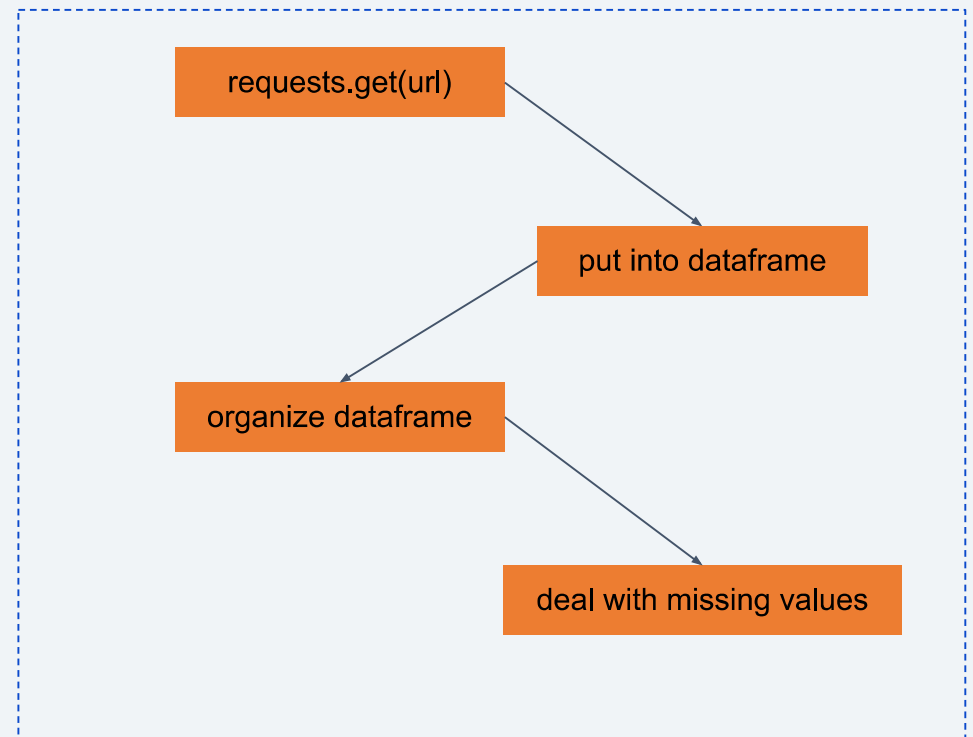 requests.get(url)
put into dataframe
organize dataframe
deal with missing values